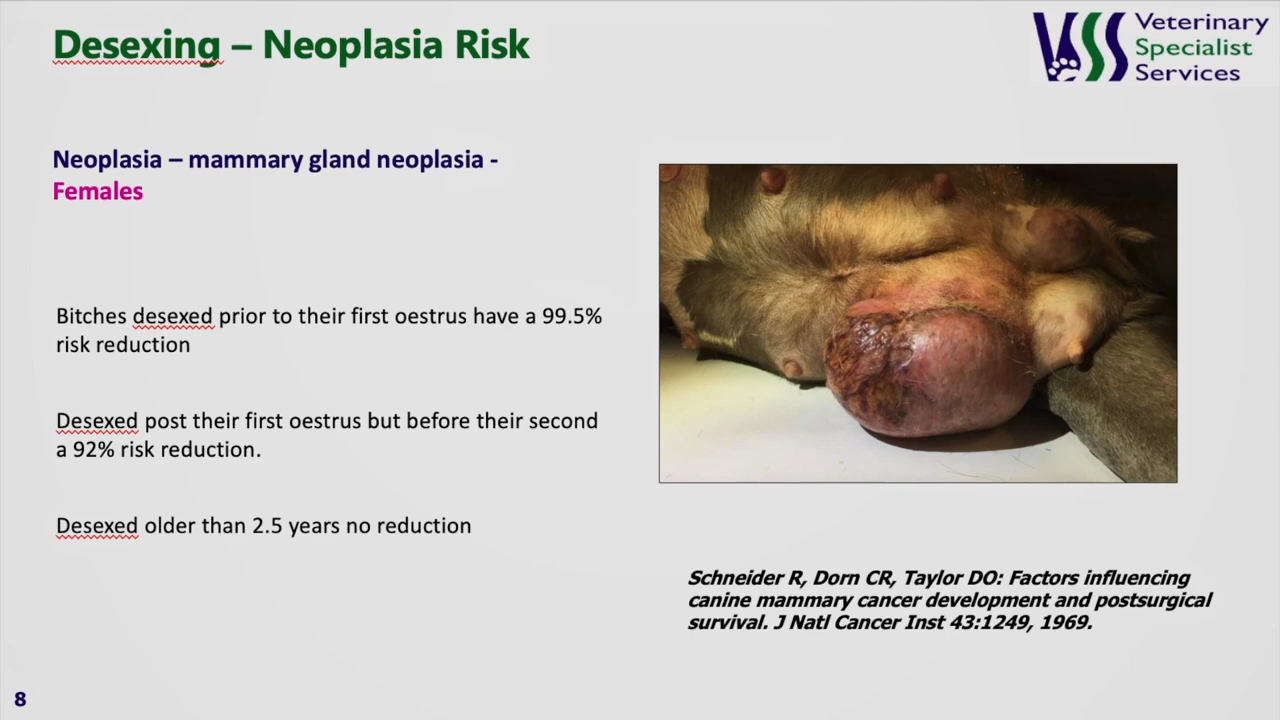 Desexing – Neoplasia Risk
Veterinary
Specialist
Services
VSS
Neoplasia – mammary gland neoplasia -
Females
Bitches desexed prior to their first oestrus have a 99.5%
risk reduction
Desexed post their first oestrus but before their second
a 92% risk reduction.
Desexed older than 2.5 years no reduction
Schneider R, Dorn CR, Taylor DO: Factors influencing
canine mammary cancer development and postsurgical
survival. J Natl Cancer Inst 43:1249, 1969.
8